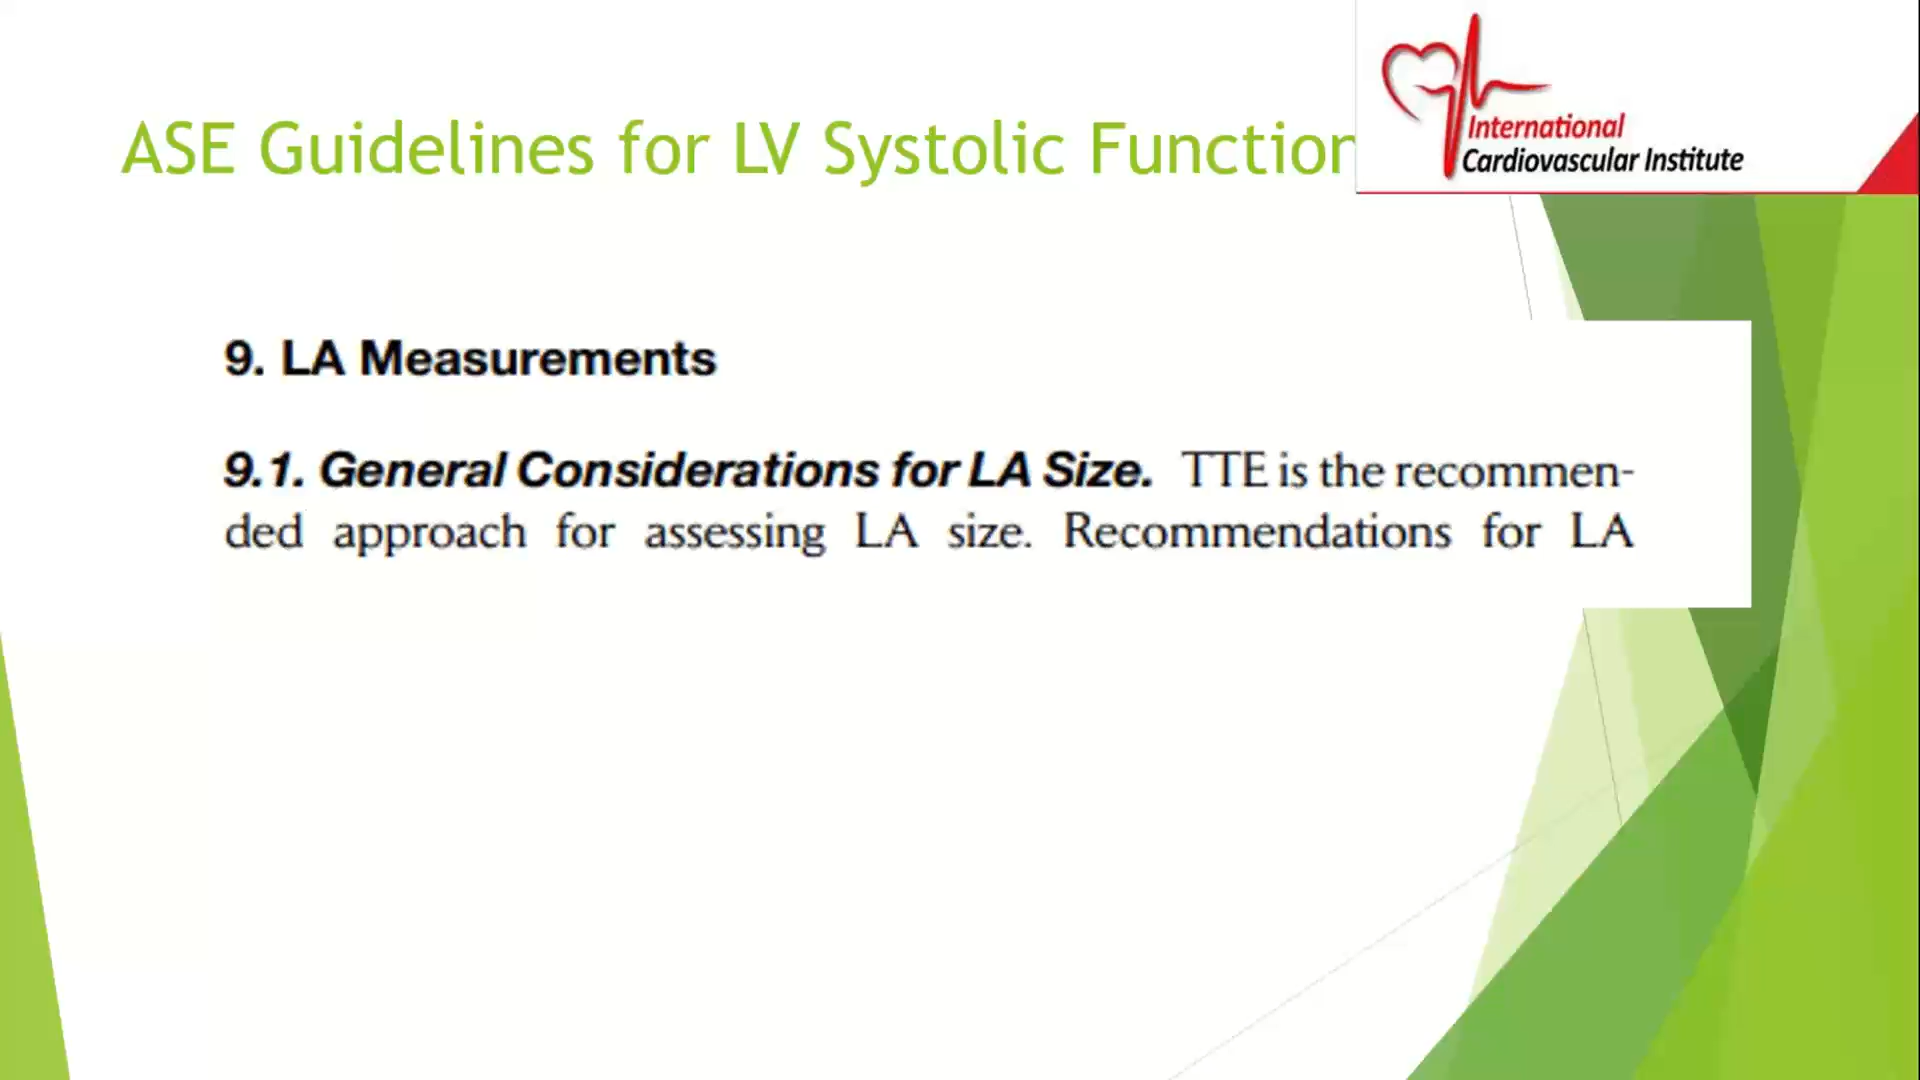 ASE Guidelines for LV Systolic Function
International
Cardiovascular Institute
9. LA Measurements
9.1. General Considerations for LA Size. TTE is the recommen-
ded approach for assessing LA size. Recommendations for LA